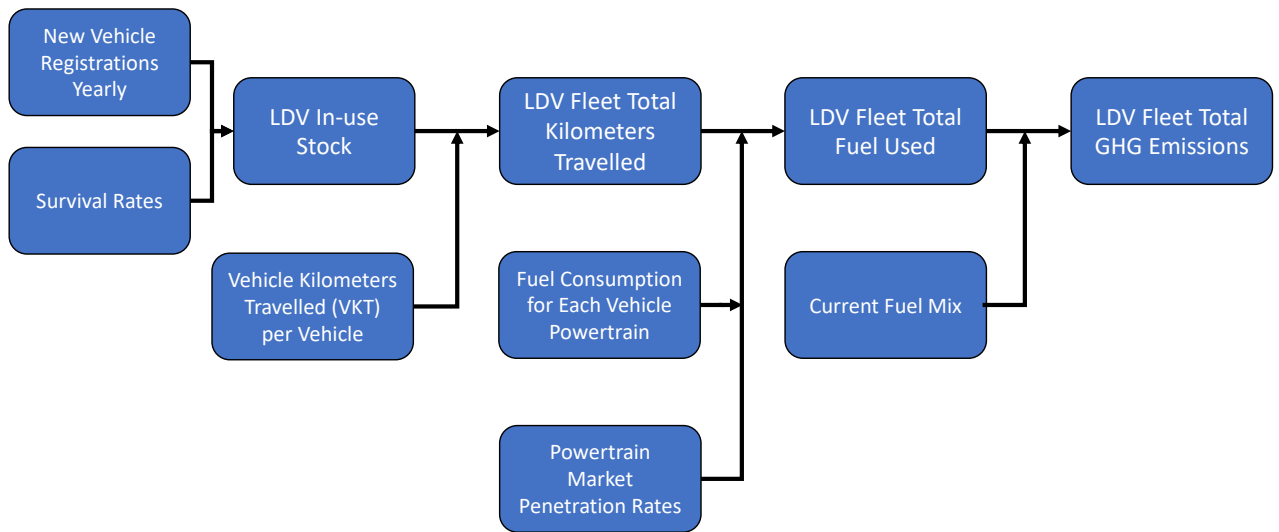 New Vehicle
Registrations
Yearly
Survival Rates
LDV In-use
Stock
Vehicle Kilometers
Travelled (VKT)
per Vehicle
LDV Fleet Total
Kilometers
Travelled
Fuel Consumption
for Each Vehicle
Powertrain
Powertrain
Market
Penetration Rates
LDV Fleet Total
Fuel Used
Current Fuel Mix
LDV Fleet Total
GHG Emissions